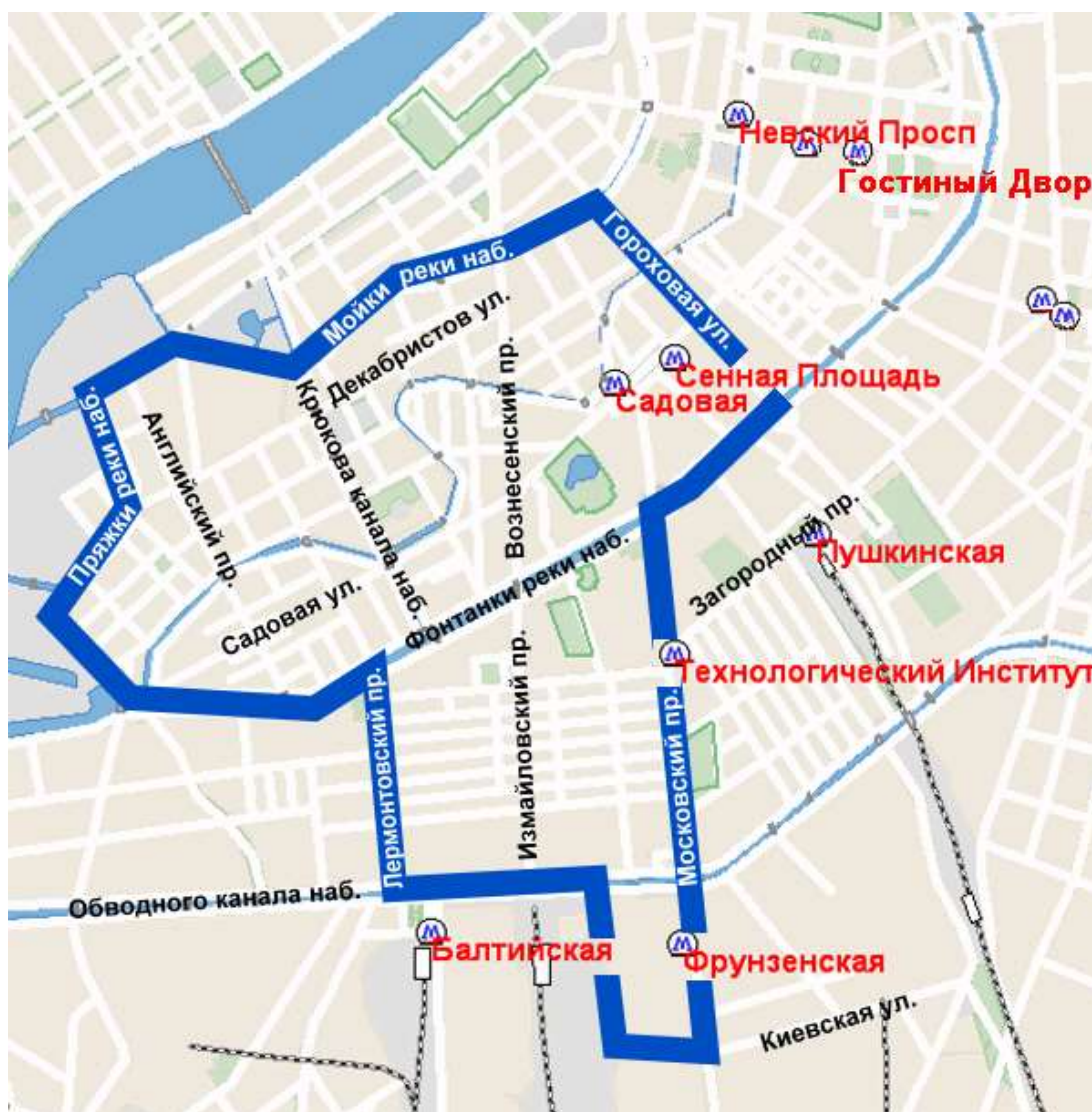 Невский Просп
Гостиный Двор
Гороховая ул.
Мойки реки наб.
Декабристов ул.
Сенная Площадь
Садовая
Вознесенский пр.
Крюкова канала наб.
Английский пр.
Пряжки реки наб.
Загородный пр.
Пушкинская
Фонтанки реки наб.
Садовая ул.
Технологический Институт
Лермонтовский пр.
Измайловский пр.
Московский пр.
Обводного канала наб.
Балтийская
Фрунзенская
Киевская ул.